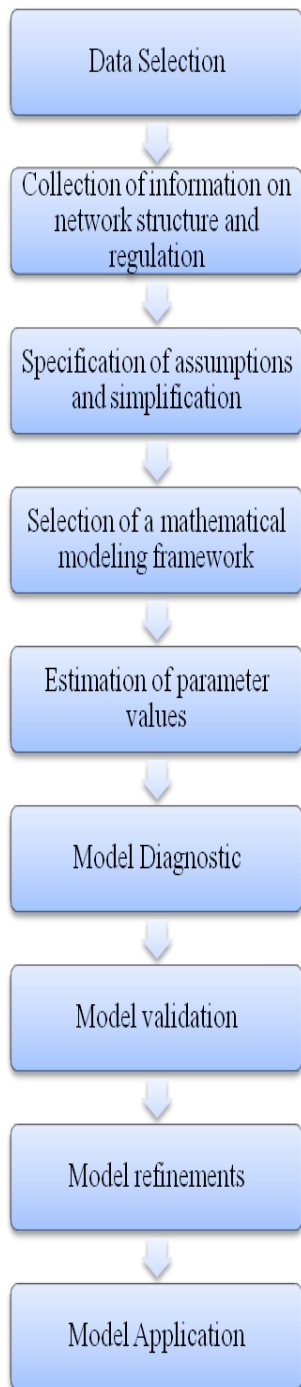 Data Selection
Collection of information on
network structure and
regulation
Specification of assumptions
and simplification
Selection of a mathematical
modeling framework
Estimation of parameter
values
Model Diagnostic
Model validation
Model refinements
Model Application